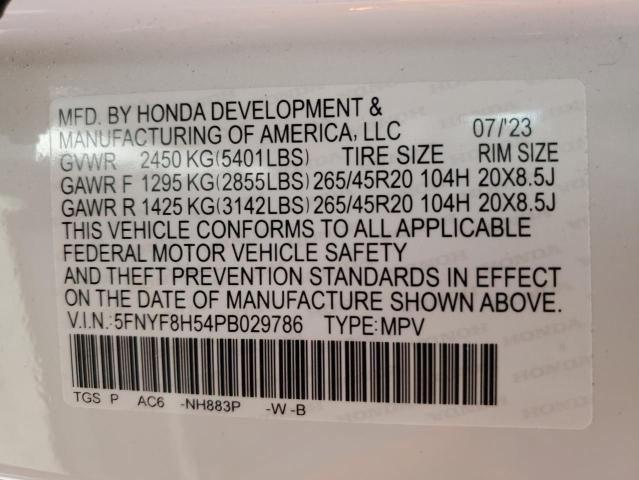 MFD. BY HONDA DEVELOPMENT &
MANUFACTURING OF AMERICA, LLC 07/'23
GVWR 2450 KG(5401LBS) TIRE SIZE RIM SIZE
GAWR F 1295 KG(2855LBS) 265/45R20 104H 20X8.5J
GAWR R 1425 KG(3142LBS) 265/45R20 104H 20X8.5J
THIS VEHICLE CONFORMS TO ALL APPLICABLE
FEDERAL MOTOR VEHICLE SAFETY
AND THEFT PREVENTION STANDARDS IN EFFECT
ON THE DATE OF MANUFACTURE SHOWN ABOVE.
V.I.N.:5FNYF8H54PB029786 TYPE:MPV
TGS P AC6 -NH883P -W -B